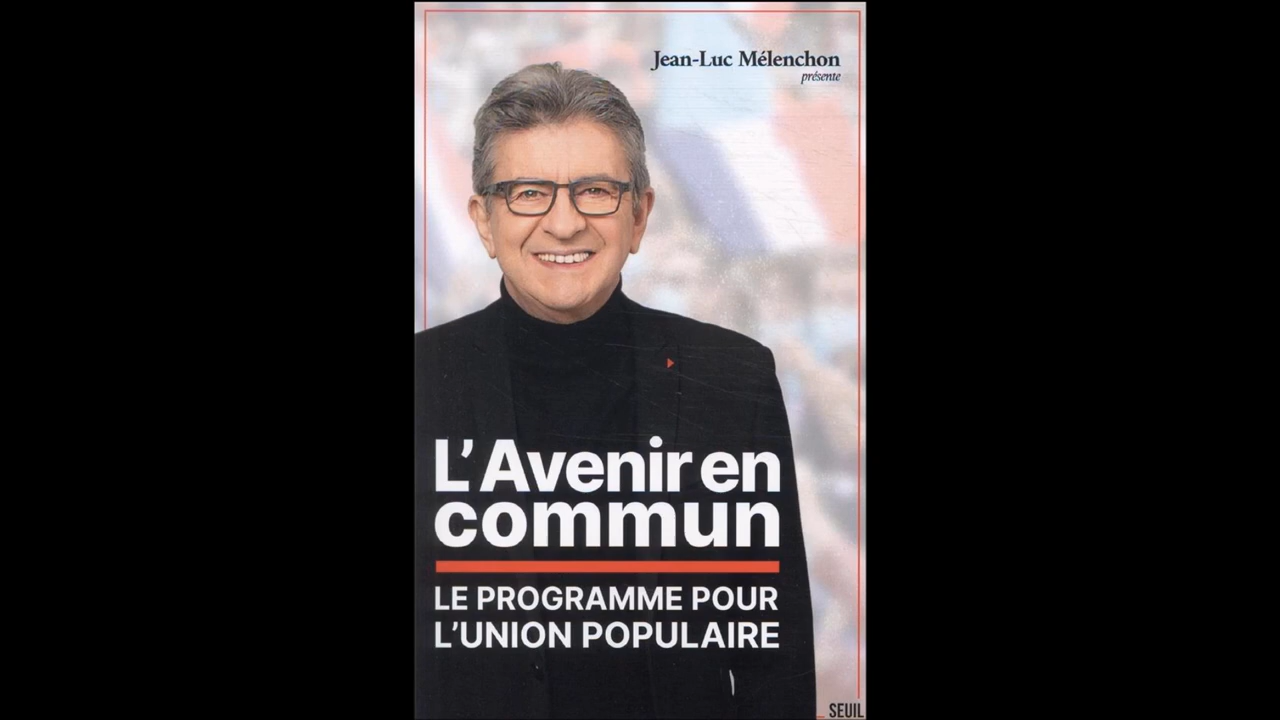 Jean-Luc Mélenchon
présente
L'Avenir en
commun
LE PROGRAMME POUR
L'UNION POPULAIRE
SEUIL